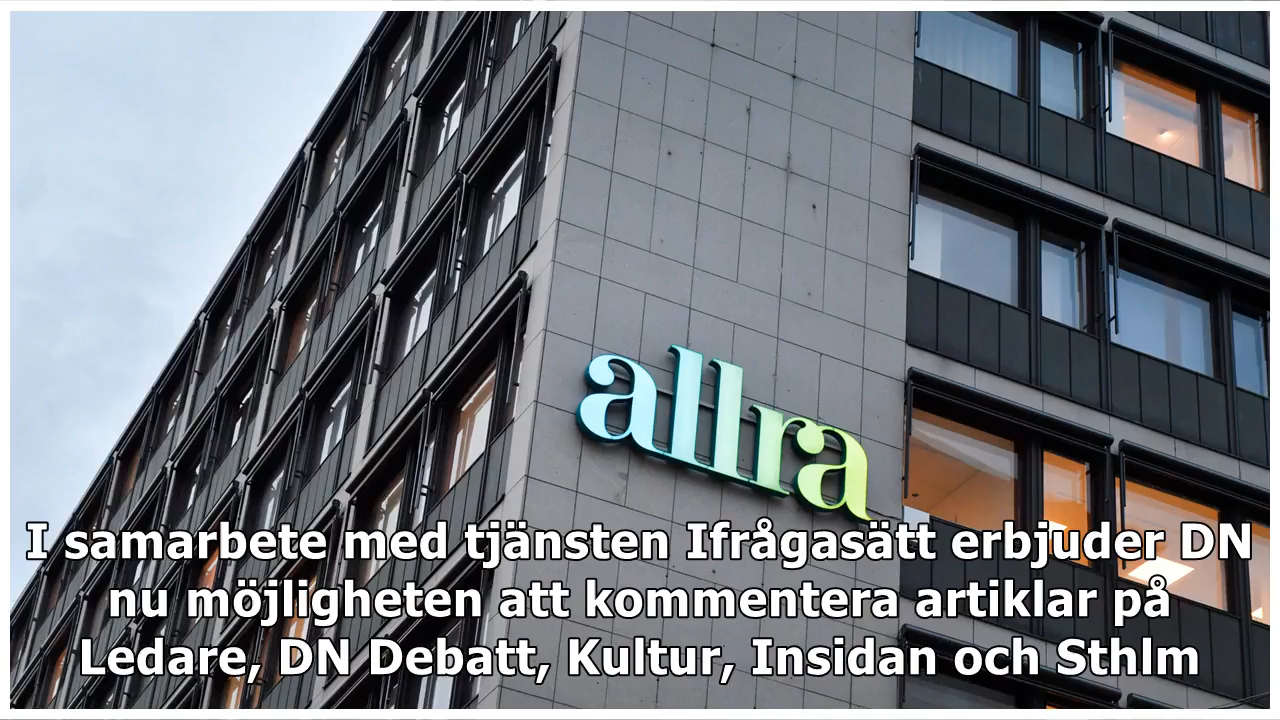 allra
I samarbete med tjänsten Ifrågasätt erbjuder DN
nu möjligheten att kommentera artiklar på
Ledare, DN Debatt, Kultur, Insidan och Sthlm